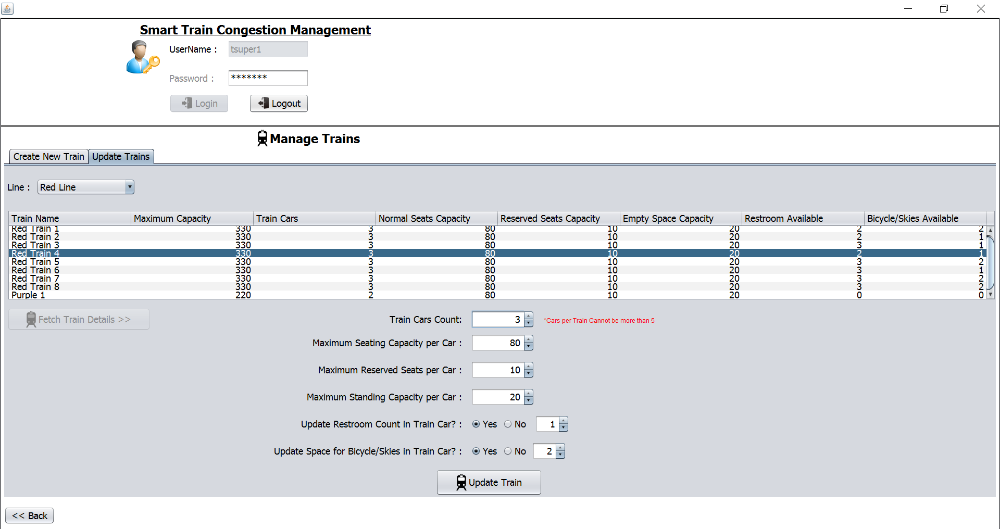 Smart Train Congestion Management
UserName : tsuper1
Password : *******
Login Logout
Manage Trains
Create New Train Update Trains
Line : Red Line
Train Name Maximum Capacity Train Cars Normal Seats Capacity Reserved Seats Capacity Empty Space Capacity Restroom Available Bicycle/Skies Available
Red Train 1 330 3 80 10 20 2 2
Red Train 2 330 3 80 10 20 2 1
Red Train 3 330 3 80 10 20 3 1
Red Train 4 330 3 80 10 20 2 1
Red Train 5 330 3 80 10 20 3 2
Red Train 6 330 3 80 10 20 3 1
Red Train 7 330 3 80 10 20 3 2
Red Train 8 330 3 80 10 20 3 2
Purple 1 220 2 80 10 20 0 0
Fetch Train Details >> Train Cars Count: 3 *Cars per Train Cannot be more than 5
Maximum Seating Capacity per Car : 80
Maximum Reserved Seats per Car : 10
Maximum Standing Capacity per Car : 20
Update Restroom Count in Train Car? : Yes No 1
Update Space for Bicycle/Skies in Train Car? : Yes No 2
Update Train
<< Back